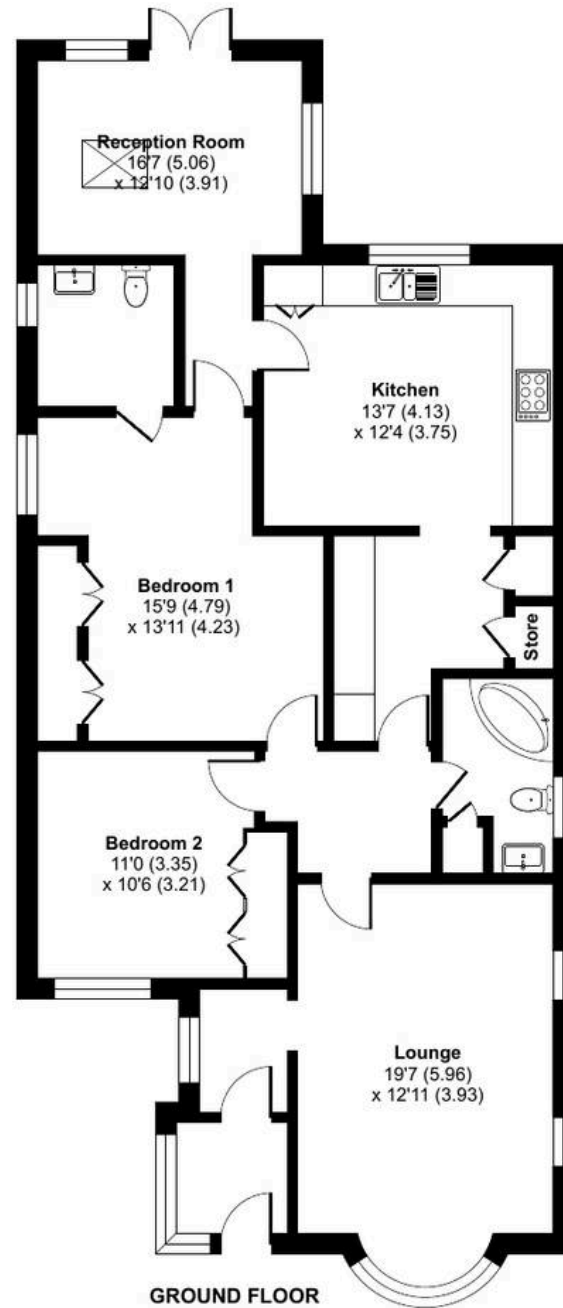 Reception Room
16'7 (5.06)
x 12'10 (3.91)
Kitchen
13'7 (4.13)
x 12'4 (3.75)
Bedroom 1
15'9 (4.79)
x 13'11 (4.23)
Store
Bedroom 2
11'0 (3.35)
x 10'6 (3.21)
Lounge
19'7 (5.96)
x 12'11 (3.93)
GROUND FLOOR